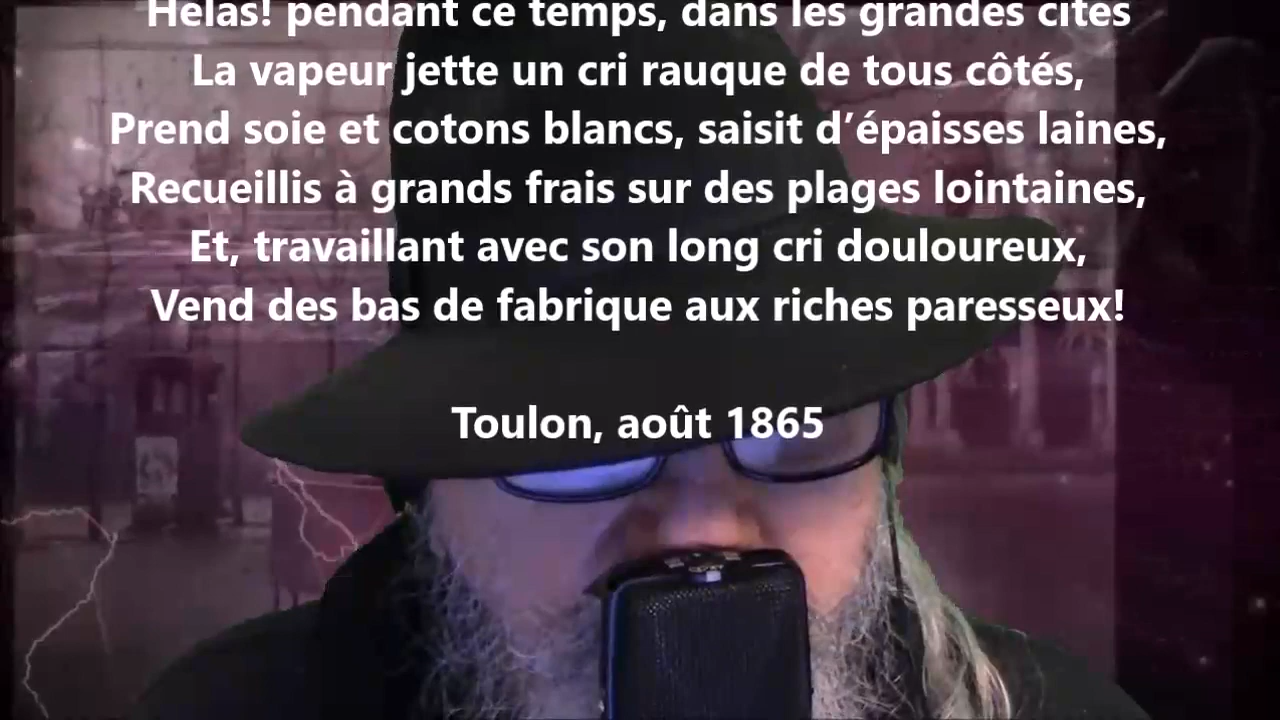 Hélas! pendant ce temps, dans les grandes cités
La vapeur jette un cri rauque de tous côtés,
Prend soie et cotons blancs, saisit d’épaisses laines,
Recueillis à grands frais sur des plages lointaines,
Et, travaillant avec son long cri douloureux,
Vend des bas de fabrique aux riches paresseux!
Toulon, août 1865